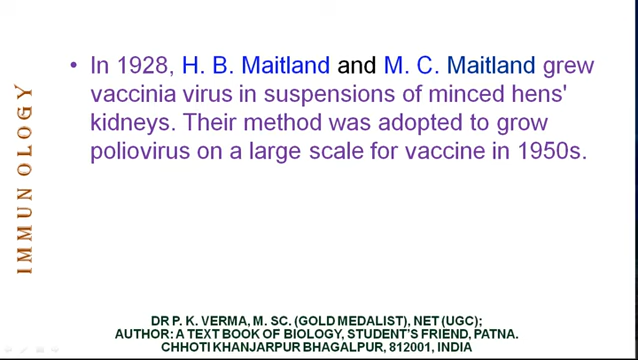 • In 1928, H. B. Maitland and M. C. Maitland grew
vaccinia virus in suspensions of minced hens'
kidneys. Their method was adopted to grow
poliovirus on a large scale for vaccine in 1950s.
IMMUNOLOGY
DR P. K. VERMA, M. SC. (GOLD MEDALIST), NET (UGC);
AUTHOR: A TEXT BOOK OF BIOLOGY, STUDENT'S FRIEND, PATNA.
CHHOTI KHANJARPUR BHAGALPUR, 812001, INDIA